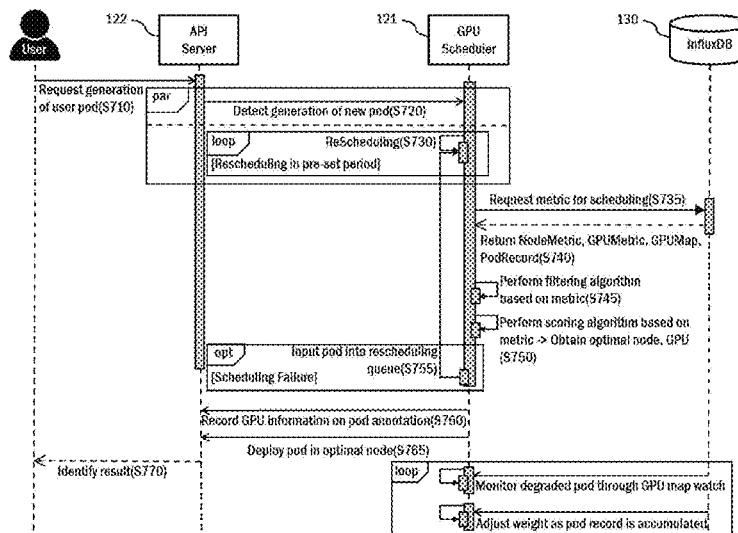 122
121
130
User
API
Server
GPU
Scheduler
InfluxDB
Request generation
of user pod(S710)
par
Detect generation of new pod(S720)
loop
ReScheduling(S730)
[Rescheduling in pre-set period]
Request metric for scheduling(S735)
Return NodeMetric, GPUMetric, GPUMap,
PodRecord(S740)
Perform filtering algorithm
based on metric(S745)
Perform scoring algorithm based on
metric -> Obtain optimal node, GPU
(S750)
opt
Input pod into rescheduling
queue(S755)
[Scheduling Failure]
Record GPU information on pod annotation(S760)
Deploy pod in optimal node(S765)
Identify result(S770)
loop
Monitor degraded pod through GPU map watch
Adjust weight as pod record is accumulated